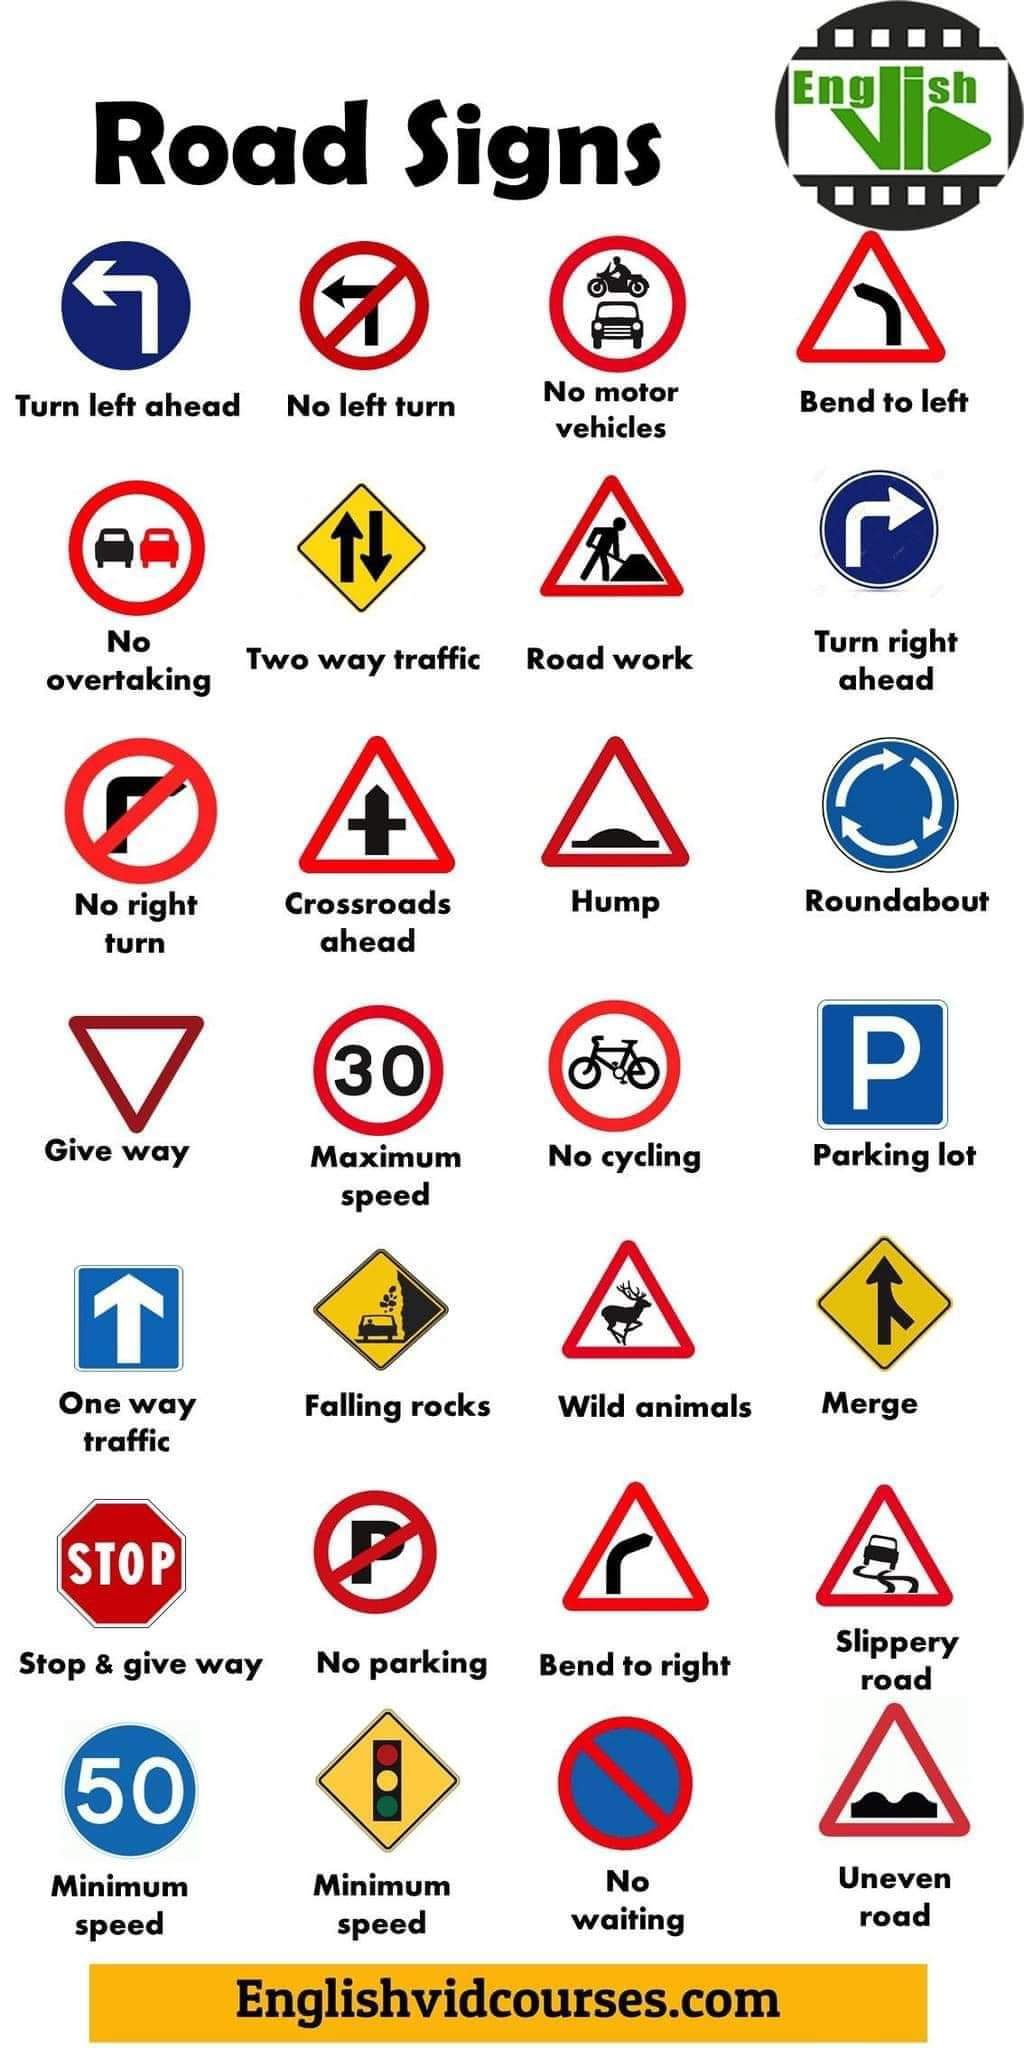 English
Vid
Road Signs
Turn left ahead
No left turn
No motor
vehicles
Bend to left
No
overtaking
Two way traffic
Road work
Turn right
ahead
No right
turn
Crossroads
ahead
Hump
Roundabout
Give way
30
Maximum
speed
No cycling
P
Parking lot
One way
traffic
Falling rocks
Wild animals
Merge
STOP
Stop & give way
P
No parking
Bend to right
Slippery
road
50
Minimum
speed
Minimum
speed
No
waiting
Uneven
road
Englishvidcourses.com